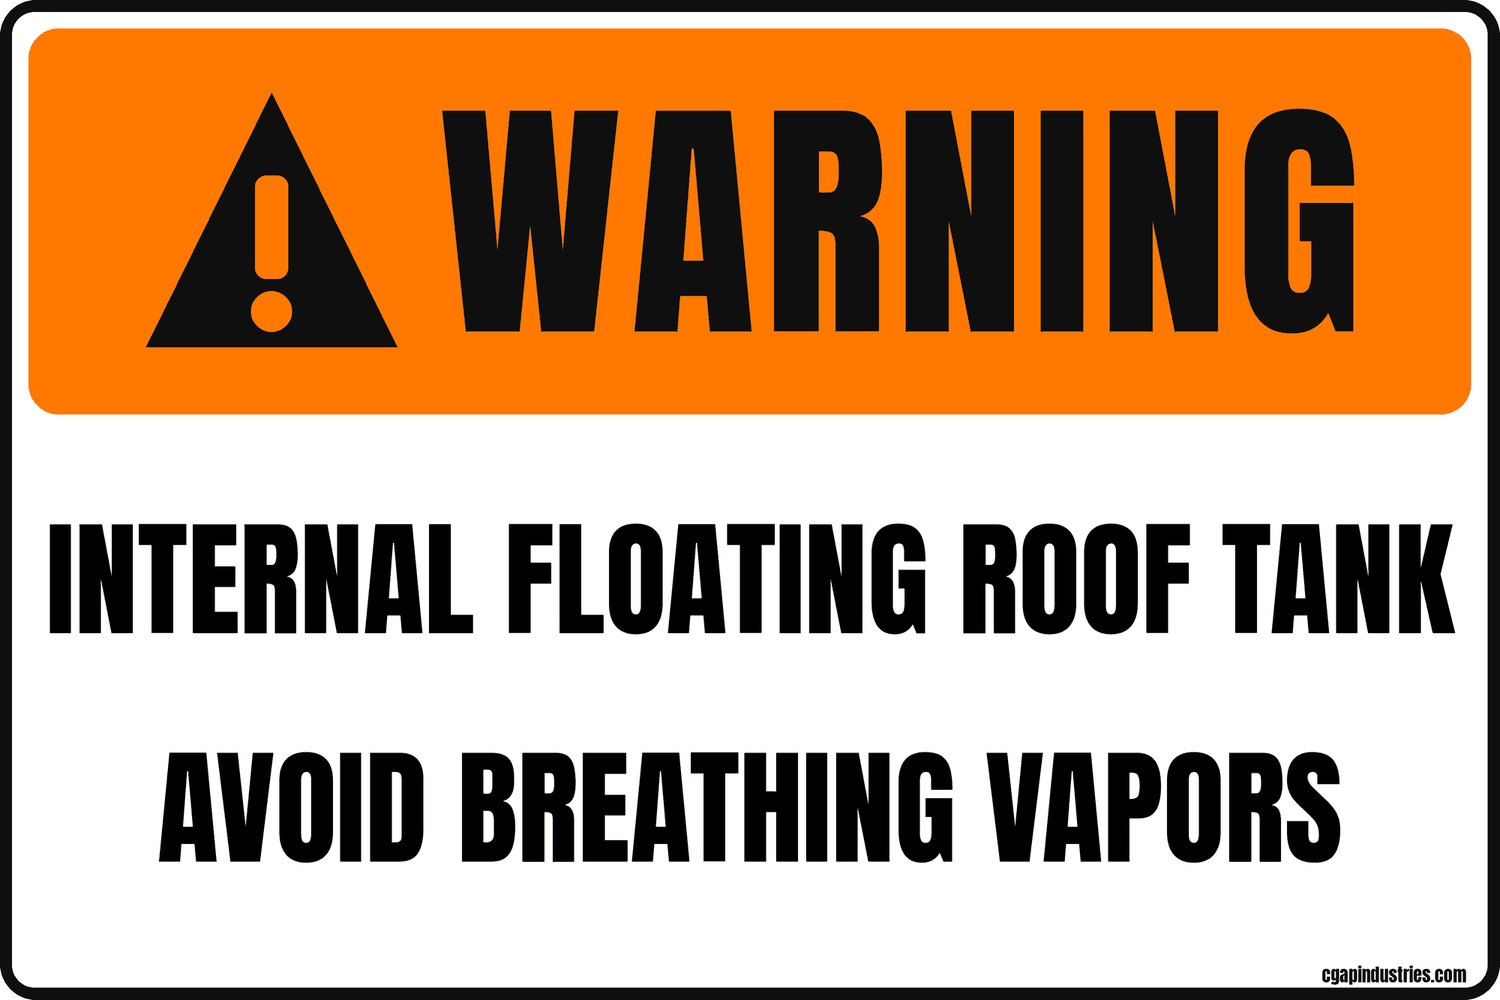 WARNING
INTERNAL FLOATING ROOF TANK
AVOID BREATHING VAPORS
cgapindustries.com